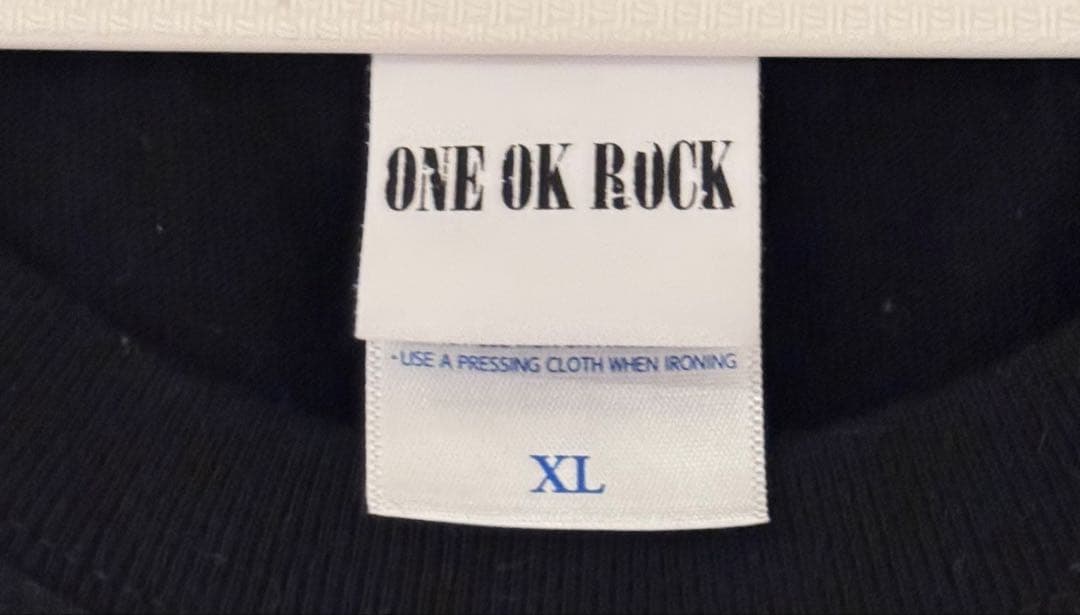 ONE OK ROCK
- USE A PRESSING CLOTH WHEN IRONING
XL